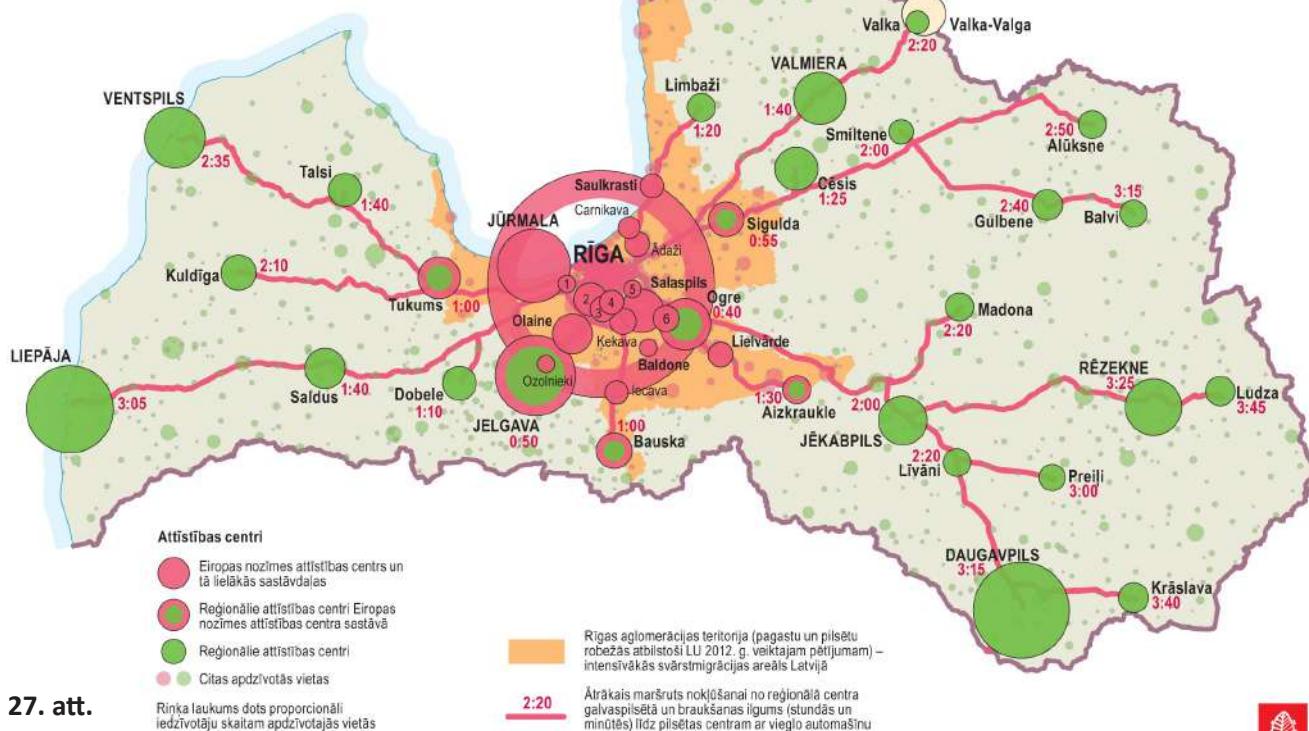 Valka
Valka-Valga
2:20
VALMIERA
1:40
Limbaži
1:20
VENTSPILS
2:35
Smiltene
2:00
2:50
Alūksne
Talsi
1:40
Cēsis
1:25
3:15
Balvi
2:40
Gulbene
Saulkrasti
Carnikava
Sigulda
0:55
JŪRMALA
RĪGA
Ādaži
Kuldīga
2:10
Tukums
1:00
1
2
3
4
5
6
Salaspils
Ogre
0:40
Madona
2:20
Olaine
Ķekava
Baldone
Lielvārde
LIEPĀJA
3:05
Saldus
1:40
Dobele
1:10
Ozolnieki
Iecava
JELGAVA
0:50
1:00
Bauska
1:30
Aizkraukle
2:00
JĒKABPILS
RĒZEKNE
3:25
Ludza
3:45
2:20
Līvāni
Preiļi
3:00
DAUGAVPILS
3:15
Krāslava
3:40
Attīstības centri
Eiropas nozīmes attīstības centrs un
tā lielākās sastāvdaļas
Reģionālie attīstības centri Eiropas
nozīmes attīstības centra sastāvā
Reģionālie attīstības centri
Citas apdzīvotās vietas
Riņķa laukums dots proporcionāli
iedzīvotāju skaitam apdzīvotajās vietās
Rīgas aglomerācijas teritorija (pagastu un pilsētu
robežās atbilstoši LU 2012. g. veiktajam pētījumam) –
intensīvākās svārstmigrācijas areāls Latvijā
2:20
Ātrākais maršruts nokļūšanai no reģionālā centra
galvaspilsētā un braukšanas ilgums (stundās un
minūtēs) līdz pilsētas centram ar vieglo automašīnu
27. att.